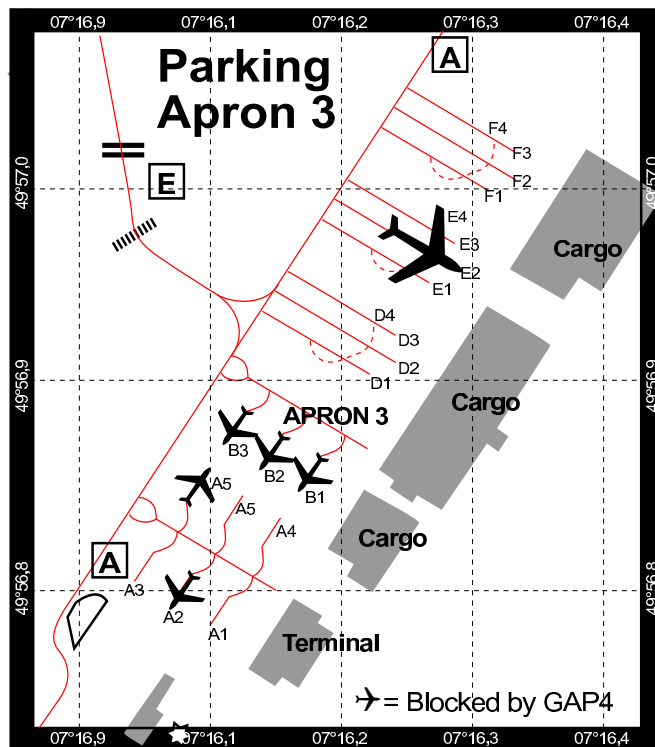 07°16,9 07°16,1 07°16,2 07°16,3 07°16,4
Parking
Apron 3
A
E
F4
F3
F2
F1
49°57,0
49°57,0
E4
E3
E2
E1
Cargo
D4
D3
D2
D1
49°56,9
49°56,9
APRON 3
Cargo
B3
B2
B1
A5
A5
A4
Cargo
A
A3
A2
A1
49°56,8
49°56,8
Terminal
= Blocked by GAP4
07°16,9 07°16,1 07°16,2 07°16,3 07°16,4